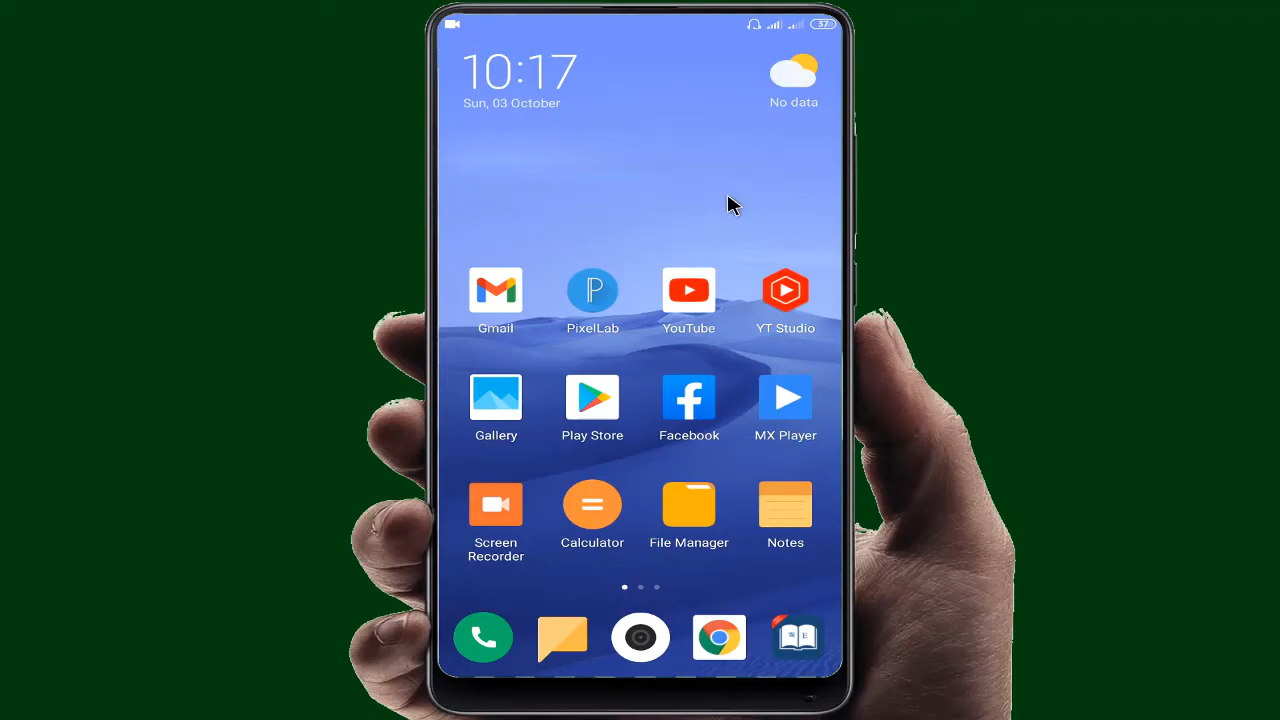 37
10:17
Sun, 03 October
No data
Gmail
PixelLab
YouTube
YT Studio
Gallery
Play Store
Facebook
MX Player
Screen
Recorder
Calculator
File Manager
Notes